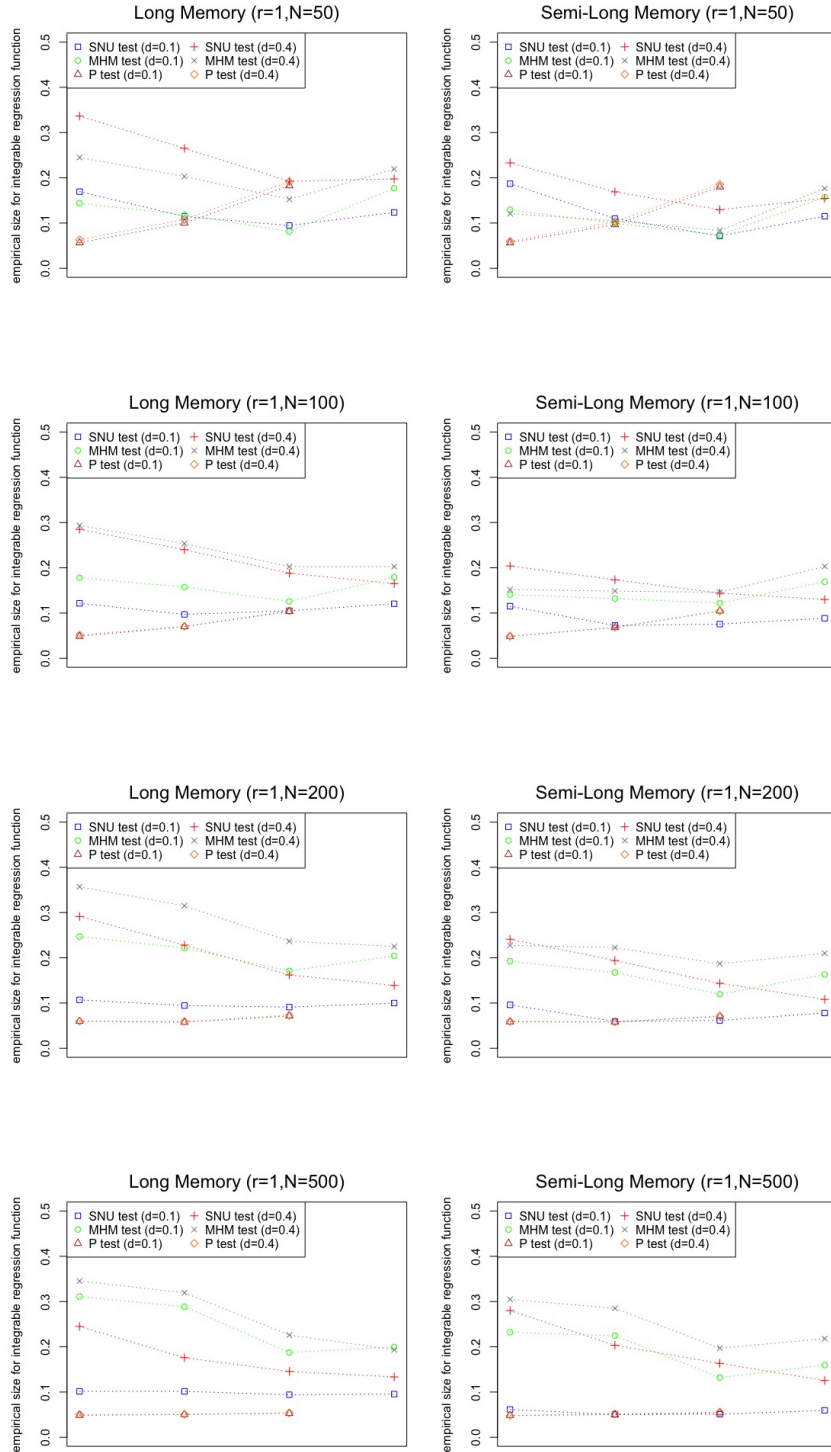 Long Memory (r=1,N=50)
empirical size for integrable regression function
0.0 0.1 0.2 0.3 0.4 0.5
SNU test (d=0.1) SNU test (d=0.4)
MHM test (d=0.1) MHM test (d=0.4)
P test (d=0.1) P test (d=0.4)
Semi-Long Memory (r=1,N=50)
empirical size for integrable regression function
0.0 0.1 0.2 0.3 0.4 0.5
SNU test (d=0.1) SNU test (d=0.4)
MHM test (d=0.1) MHM test (d=0.4)
P test (d=0.1) P test (d=0.4)
Long Memory (r=1,N=100)
empirical size for integrable regression function
0.0 0.1 0.2 0.3 0.4 0.5
SNU test (d=0.1) SNU test (d=0.4)
MHM test (d=0.1) MHM test (d=0.4)
P test (d=0.1) P test (d=0.4)
Semi-Long Memory (r=1,N=100)
empirical size for integrable regression function
0.0 0.1 0.2 0.3 0.4 0.5
SNU test (d=0.1) SNU test (d=0.4)
MHM test (d=0.1) MHM test (d=0.4)
P test (d=0.1) P test (d=0.4)
Long Memory (r=1,N=200)
empirical size for integrable regression function
0.0 0.1 0.2 0.3 0.4 0.5
SNU test (d=0.1) SNU test (d=0.4)
MHM test (d=0.1) MHM test (d=0.4)
P test (d=0.1) P test (d=0.4)
Semi-Long Memory (r=1,N=200)
empirical size for integrable regression function
0.0 0.1 0.2 0.3 0.4 0.5
SNU test (d=0.1) SNU test (d=0.4)
MHM test (d=0.1) MHM test (d=0.4)
P test (d=0.1) P test (d=0.4)
Long Memory (r=1,N=500)
empirical size for integrable regression function
0.0 0.1 0.2 0.3 0.4 0.5
SNU test (d=0.1) SNU test (d=0.4)
MHM test (d=0.1) MHM test (d=0.4)
P test (d=0.1) P test (d=0.4)
Semi-Long Memory (r=1,N=500)
empirical size for integrable regression function
0.0 0.1 0.2 0.3 0.4 0.5
SNU test (d=0.1) SNU test (d=0.4)
MHM test (d=0.1) MHM test (d=0.4)
P test (d=0.1) P test (d=0.4)